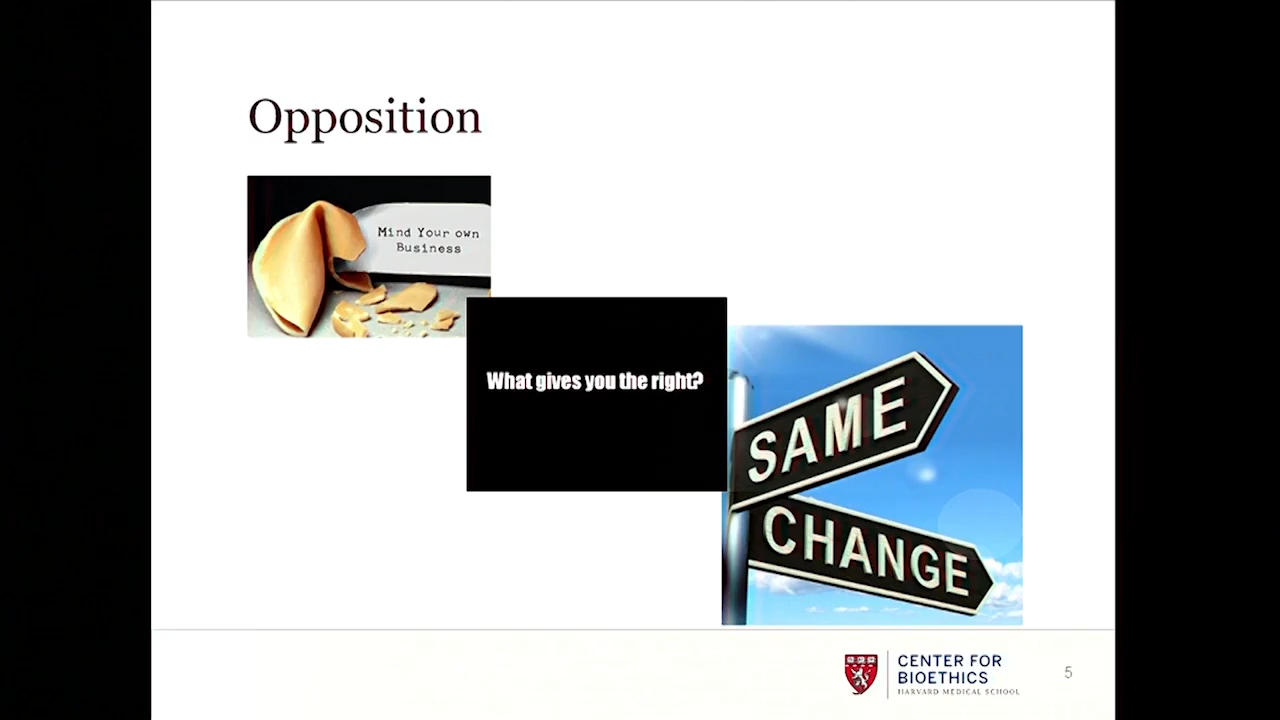 Opposition
Mind Your own
Business
What gives you the right?
SAME
CHANGE
CENTER FOR
BIOETHICS
HARVARD MEDICAL SCHOOL
5